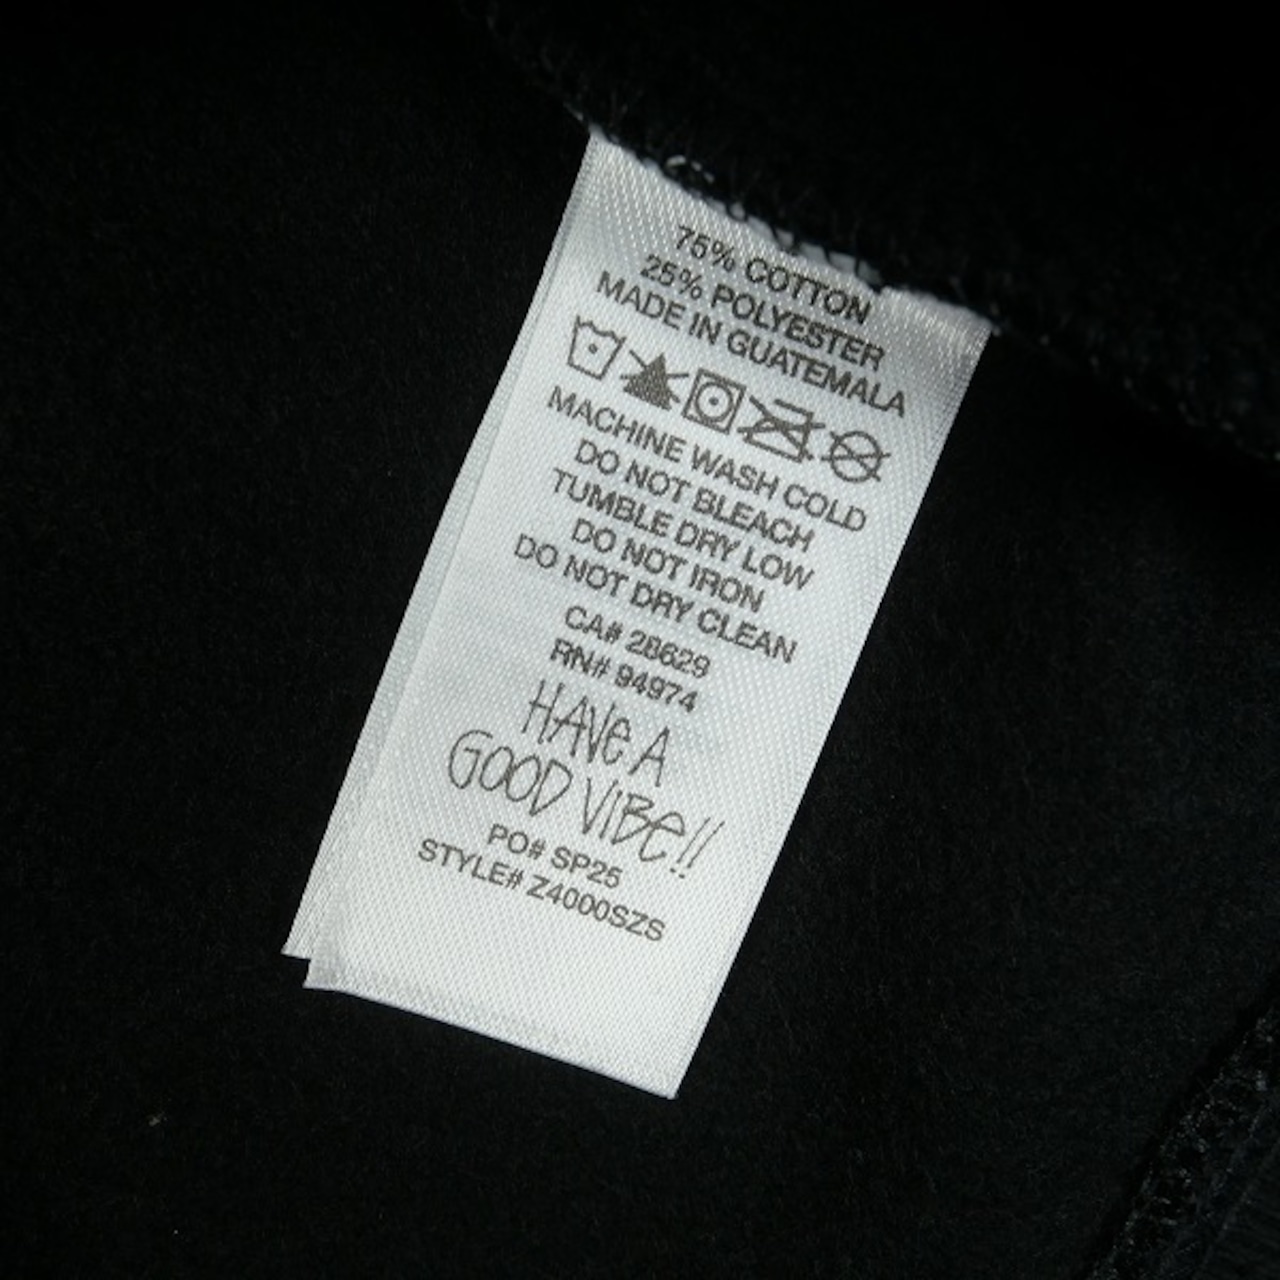 75% COTTON
25% POLYESTER
MADE IN GUATEMALA
MACHINE WASH COLD
DO NOT BLEACH
TUMBLE DRY LOW
DO NOT IRON
DO NOT DRY CLEAN
CA# 28629
RN# 94974
HAVe A
GOOD VIBe!!
PO# SP25
STYLE# Z4000SZS